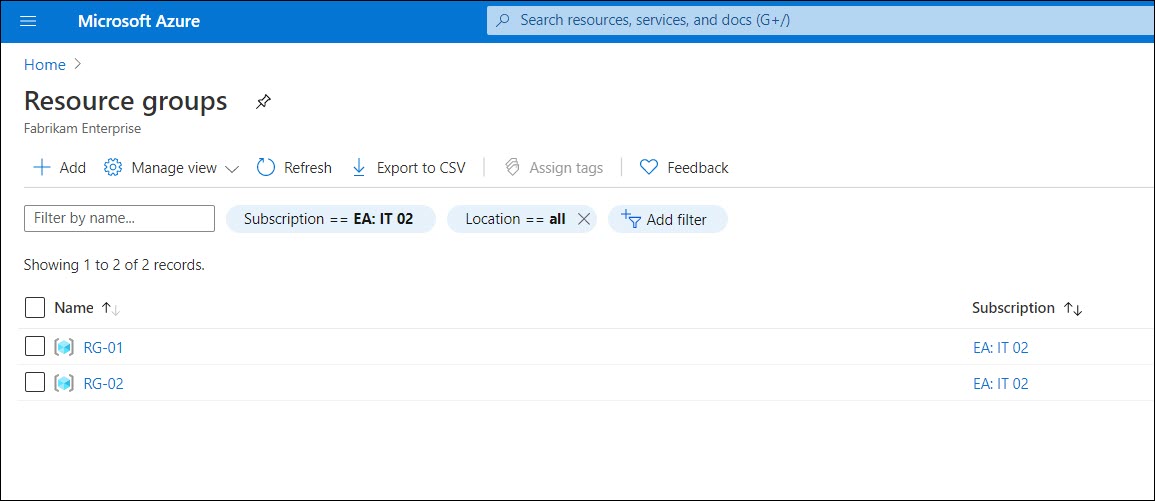 Microsoft Azure
Search resources, services, and docs (G+/)
Home
Resource groups
Fabrikam Enterprise
Add Manage view Refresh Export to CSV Assign tags Feedback
Filter by name... Subscription == EA: IT 02 Location == all Add filter
Showing 1 to 2 of 2 records.
Name Subscription
RG-01 EA: IT 02
RG-02 EA: IT 02